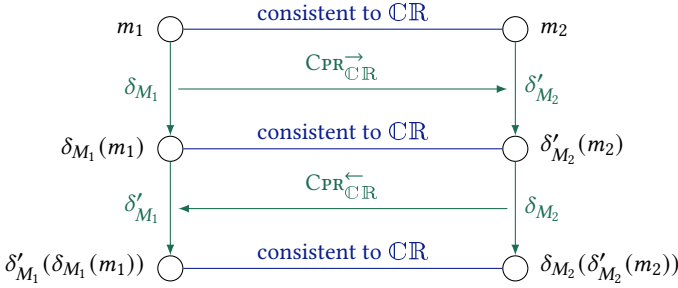 m₁ consistent to ℂℝ m₂
δ_{M₁} Cpr→_{ℂℝ} δ′_{M₂}
δ_{M₁}(m₁) consistent to ℂℝ δ′_{M₂}(m₂)
δ′_{M₁} Cpr←_{ℂℝ} δ_{M₂}
δ′_{M₁}(δ_{M₁}(m₁)) consistent to ℂℝ δ_{M₂}(δ′_{M₂}(m₂))